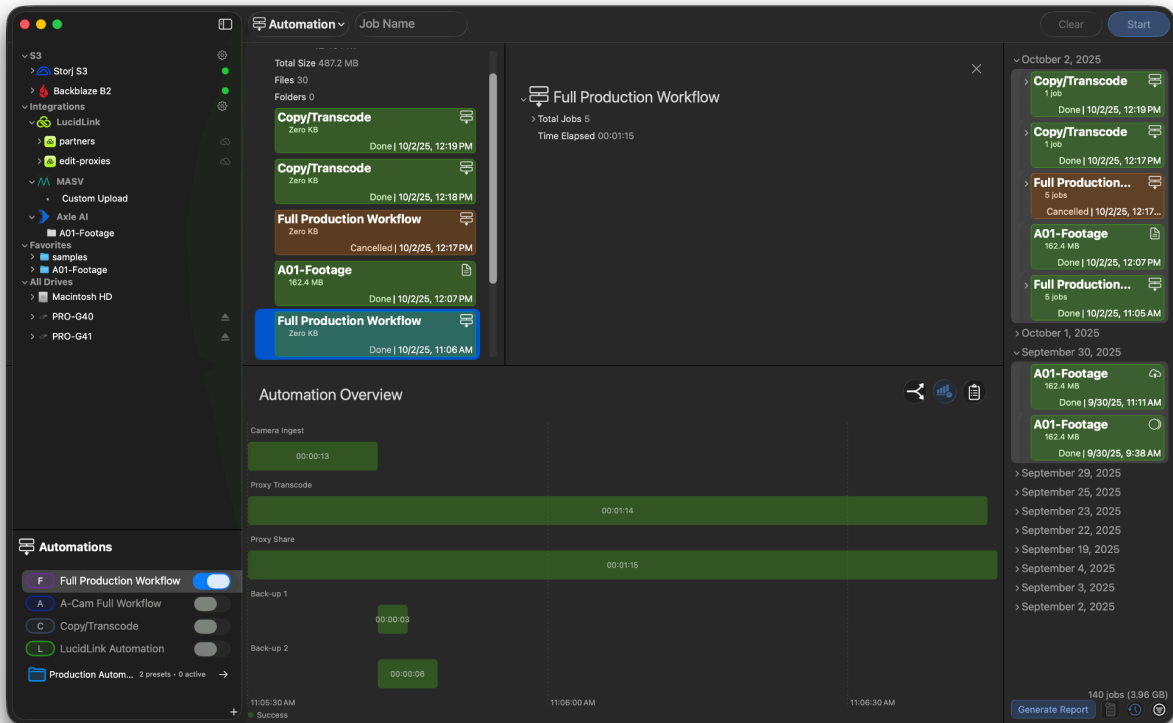 Automation
Job Name
Clear
Start
S3
Storj S3
Backblaze B2
Integrations
LucidLink
partners
edit-proxies
MASV
Custom Upload
Axle AI
A01-Footage
Favorites
samples
A01-Footage
All Drives
Macintosh HD
PRO-G40
PRO-G41
Automations
F Full Production Workflow
A A-Cam Full Workflow
C Copy/Transcode
L LucidLink Automation
Production Autom... 2 presets - 0 active
Total Size 487.2 MB
Files 30
Folders 0
Copy/Transcode
Zero KB
Done | 10/2/25, 12:19 PM
Copy/Transcode
Zero KB
Done | 10/2/25, 12:18 PM
Full Production Workflow
Zero KB
Cancelled | 10/2/25, 12:17 PM
A01-Footage
162.4 MB
Done | 10/2/25, 12:07 PM
Full Production Workflow
Zero KB
Done | 10/2/25, 11:06 AM
Full Production Workflow
Total Jobs 5
Time Elapsed 00:01:15
Automation Overview
Camera Ingest
00:00:13
Proxy Transcode
00:01:14
Proxy Share
00:01:15
Back-up 1
00:00:03
Back-up 2
00:00:06
11:05:30 AM
11:06:00 AM
11:06:30 AM
Success
October 2, 2025
Copy/Transcode
1 job
Done | 10/2/25, 12:19 PM
Copy/Transcode
1 job
Done | 10/2/25, 12:17 PM
Full Production...
5 jobs
Cancelled | 10/2/25, 12:17...
A01-Footage
162.4 MB
Done | 10/2/25, 12:07 PM
Full Production...
5 jobs
Done | 10/2/25, 11:05 AM
October 1, 2025
September 30, 2025
A01-Footage
162.4 MB
Done | 9/30/25, 11:11 AM
A01-Footage
162.4 MB
Done | 9/30/25, 9:38 AM
September 29, 2025
September 25, 2025
September 23, 2025
September 22, 2025
September 19, 2025
September 4, 2025
September 3, 2025
September 2, 2025
140 jobs (3.96 GB)
Generate Report